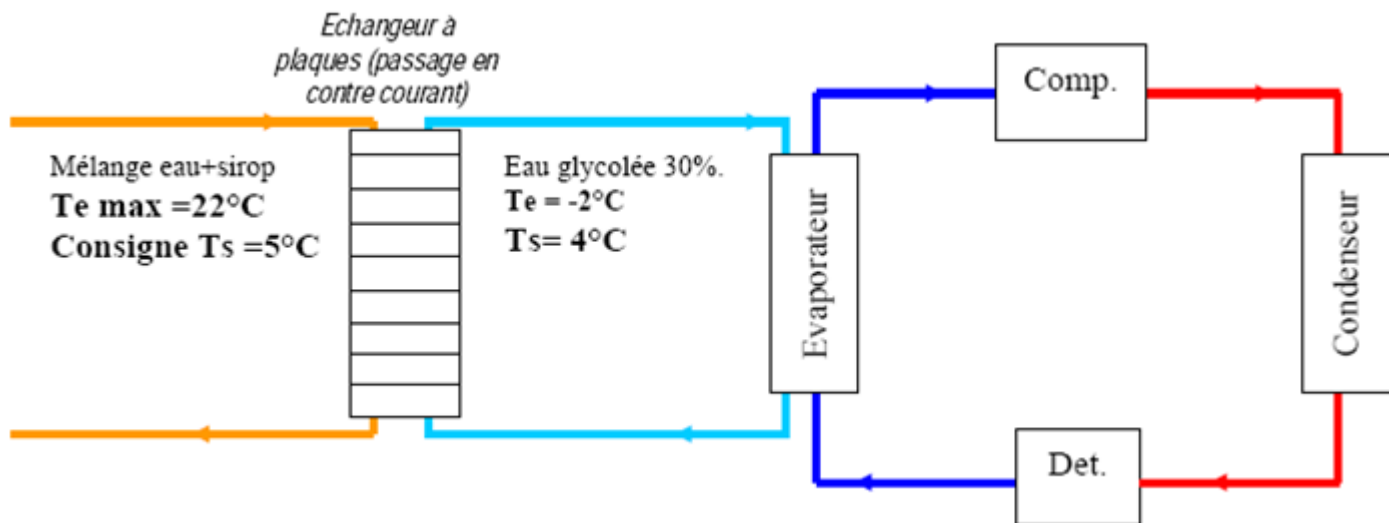 Echangeur à
plaques (passage en
contre courant)
Mélange eau+sirop
Te max =22°C
Consigne Ts =5°C
Eau glycolée 30%.
Te = -2°C
Ts= 4°C
Evaporateur
Comp.
Condenseur
Det.